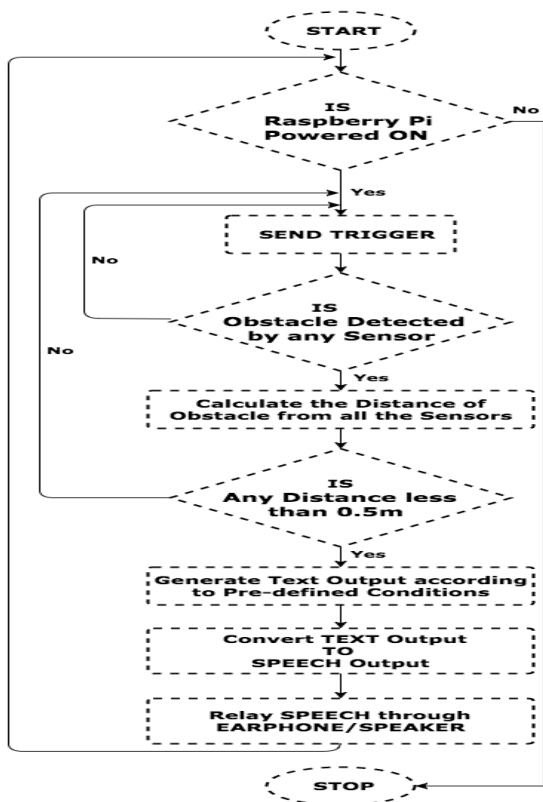 START
IS
Raspberry Pi
Powered ON
No
Yes
SEND TRIGGER
No
IS
Obstacle Detected
by any Sensor
No
Yes
Calculate the Distance of
Obstacle from all the Sensors
IS
Any Distance less
than 0.5m
Yes
Generate Text Output according
to Pre-defined Conditions
Convert TEXT Output
TO
SPEECH Output
Relay SPEECH through
EARPHONE/SPEAKER
STOP